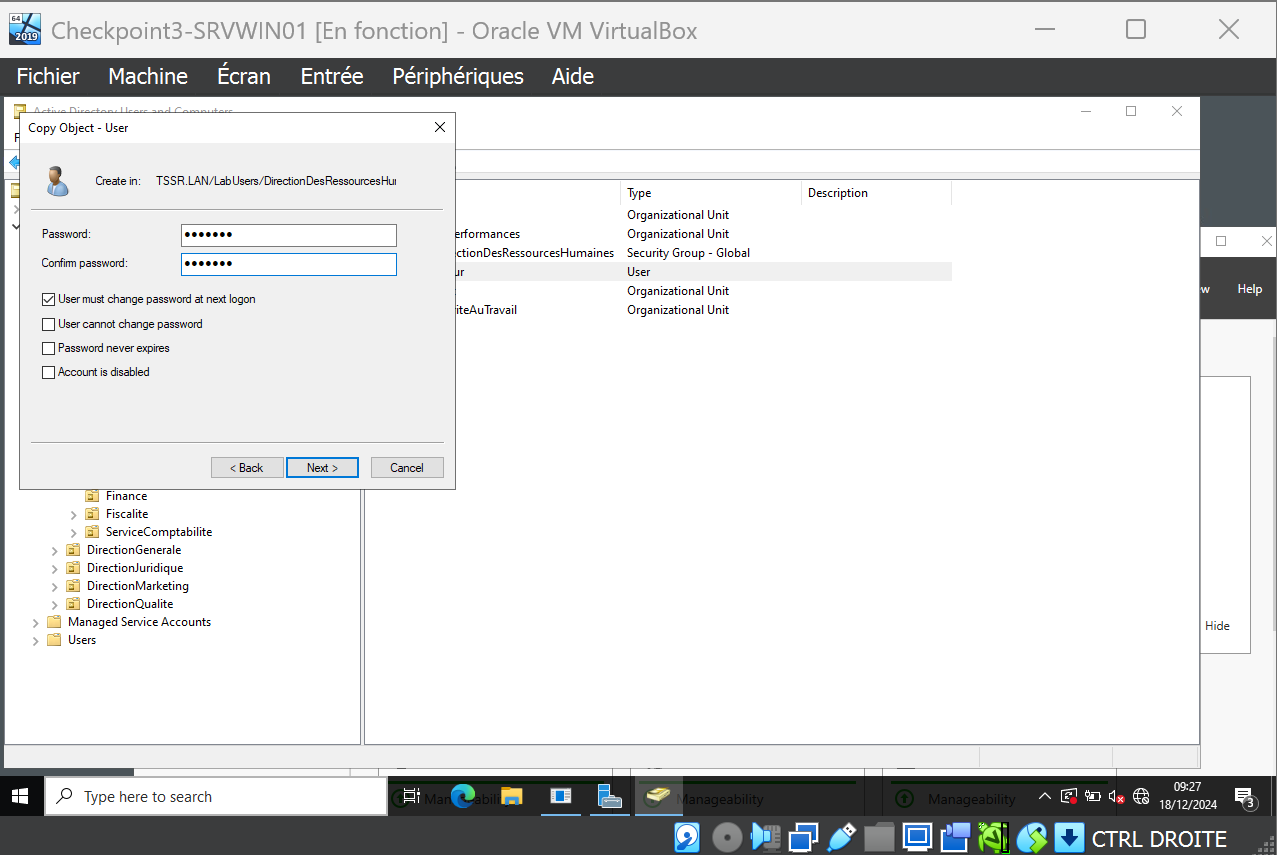 64
2019
Checkpoint3-SRVWIN01 [En fonction] - Oracle VM VirtualBox
Fichier Machine Écran Entrée Périphériques Aide
Active Directory Users and Computers
Copy Object - User
Create in: TSSR.LAN/LabUsers/DirectionDesRessourcesHu
Password: •••••••
Confirm password: •••••••
User must change password at next logon
User cannot change password
Password never expires
Account is disabled
< Back Next > Cancel
Type Description
Organizational Unit
erformances Organizational Unit
ctionDesRessourcesHumaines Security Group - Global
ur User
Organizational Unit
iteAuTravail Organizational Unit
w Help
Finance
Fiscalite
ServiceComptabilite
DirectionGenerale
DirectionJuridique
DirectionMarketing
DirectionQualite
Managed Service Accounts
Users
Hide
Type here to search
Manageability
Manageability
Manageability
09:27
18/12/2024
3
CTRL DROITE